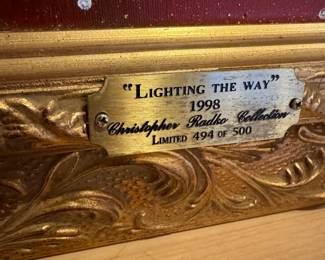 "LIGHTING THE WAY"
1998
Christopher Radko Collection
LIMITED 494 OF 500